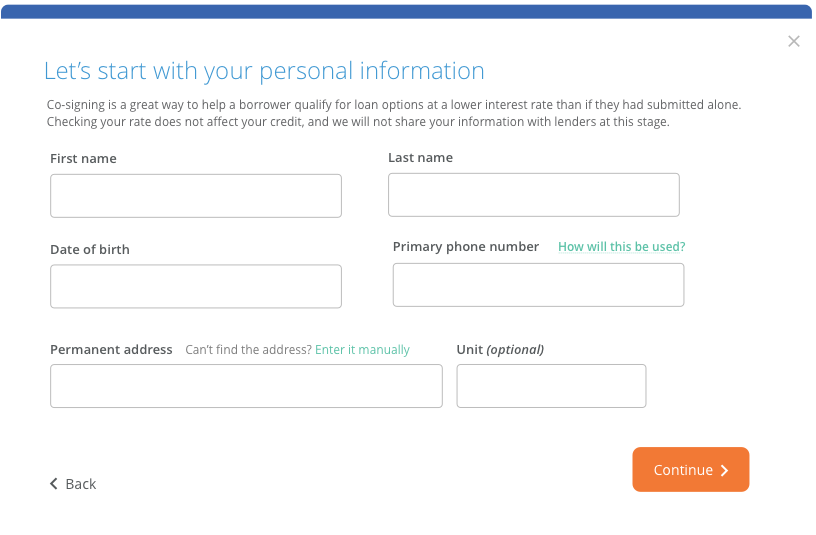 Let’s start with your personal information
Co-signing is a great way to help a borrower qualify for loan options at a lower interest rate than if they had submitted alone.
Checking your rate does not affect your credit, and we will not share your information with lenders at this stage.
First name
Last name
Date of birth
Primary phone number How will this be used?
Permanent address Can’t find the address? Enter it manually
Unit (optional)
Back
Continue